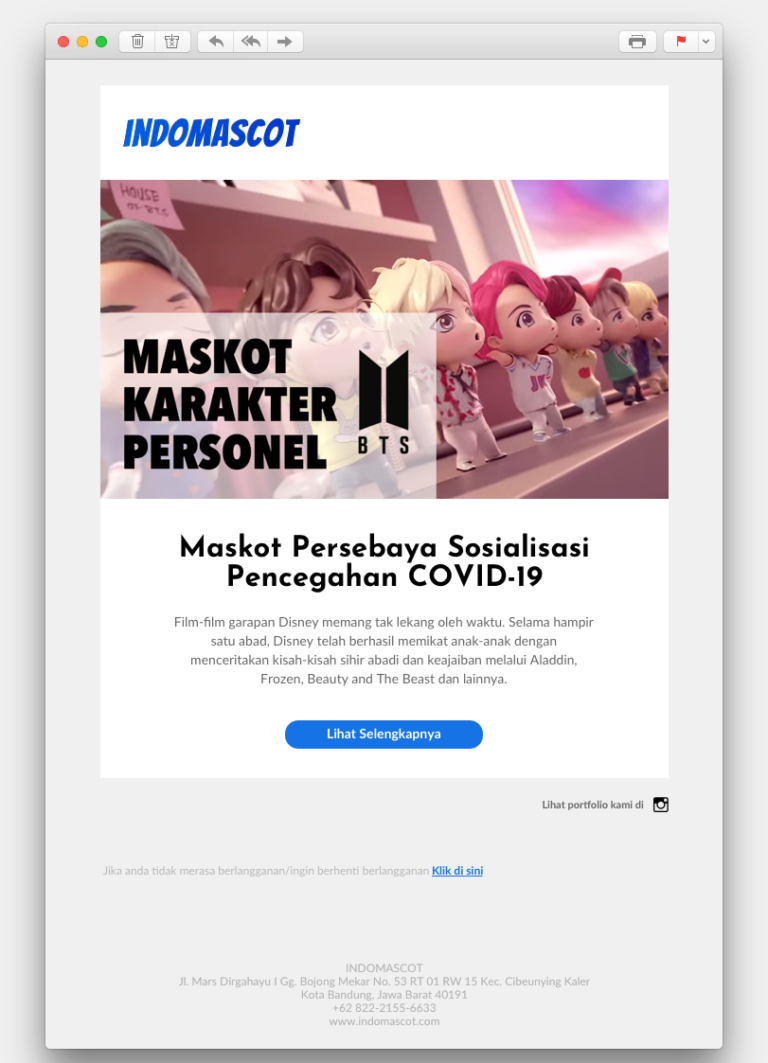 INDOMASCOT
HOUSE
OF BTS
MASKOT
KARAKTER
PERSONEL
BTS
JK
Maskot Persebaya Sosialisasi
Pencegahan COVID-19
Film-film garapan Disney memang tak lekang oleh waktu. Selama hampir
satu abad, Disney telah berhasil memikat anak-anak dengan
menceritakan kisah-kisah sihir abadi dan keajaiban melalui Aladdin,
Frozen, Beauty and The Beast dan lainnya.
Lihat Selengkapnya
Lihat portfolio kami di
Jika anda tidak merasa berlangganan/ingin berhenti berlangganan Klik di sini
INDOMASCOT
Jl. Mars Dirgahayu I Gg. Bojong Mekar No. 53 RT 01 RW 15 Kec. Cibeunying Kaler
Kota Bandung, Jawa Barat 40191
+62 822-2155-6633
www.indomascot.com